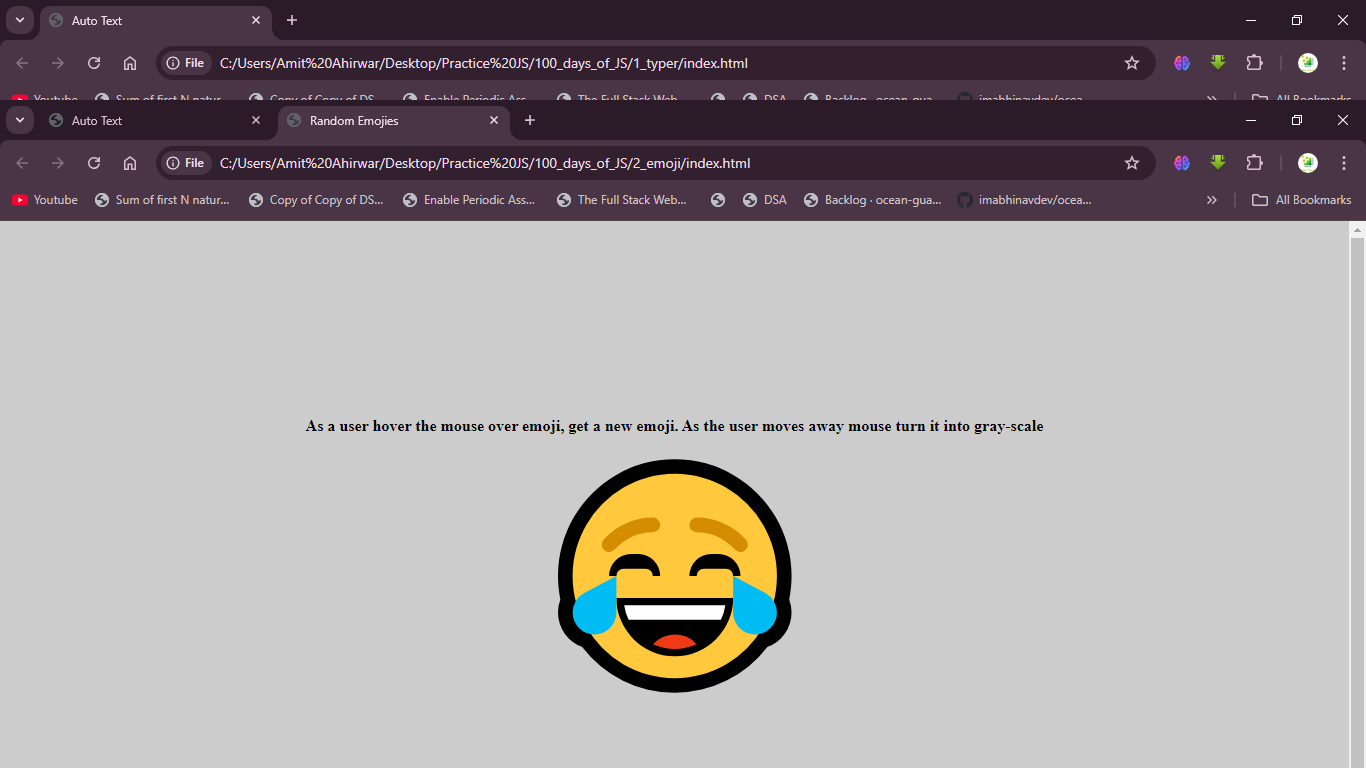 Auto Text
File C:/Users/Amit%20Ahirwar/Desktop/Practice%20JS/100_days_of_JS/1_typer/index.html
Youtube Sum of first N natur... Copy of Copy of DS... Enable Periodic Ass... The Full Stack Web... DSA Backlog · ocean-gua... imabhinavdev/ocea... All Bookmarks
Auto Text Random Emojies
File C:/Users/Amit%20Ahirwar/Desktop/Practice%20JS/100_days_of_JS/2_emoji/index.html
Youtube Sum of first N natur... Copy of Copy of DS... Enable Periodic Ass... The Full Stack Web... DSA Backlog · ocean-gua... imabhinavdev/ocea... All Bookmarks
As a user hover the mouse over emoji, get a new emoji. As the user moves away mouse turn it into gray-scale